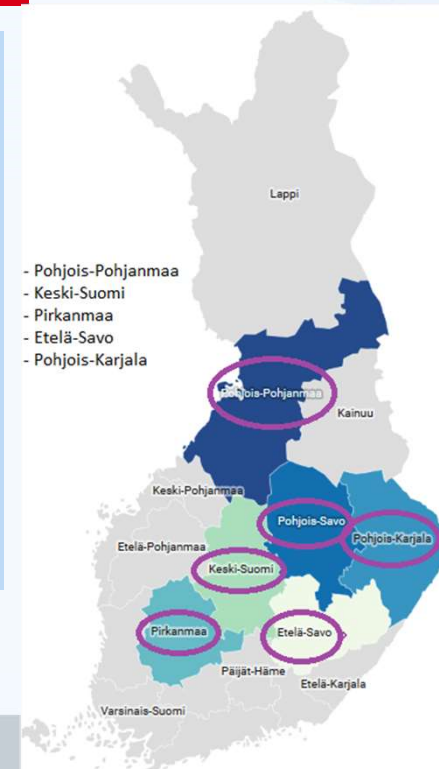 Lappi
- Pohjois-Pohjanmaa
- Keski-Suomi
- Pirkanmaa
- Etelä-Savo
- Pohjois-Karjala
Pohjois-Pohjanmaa
Kainuu
Keski-Pohjanmaa
Pohjois-Savo
Pohjois-Karjala
Etelä-Pohjanmaa
Keski-Suomi
Pirkanmaa
Etelä-Savo
Päijät-Häme
Etelä-Karjala
Varsinais-Suomi